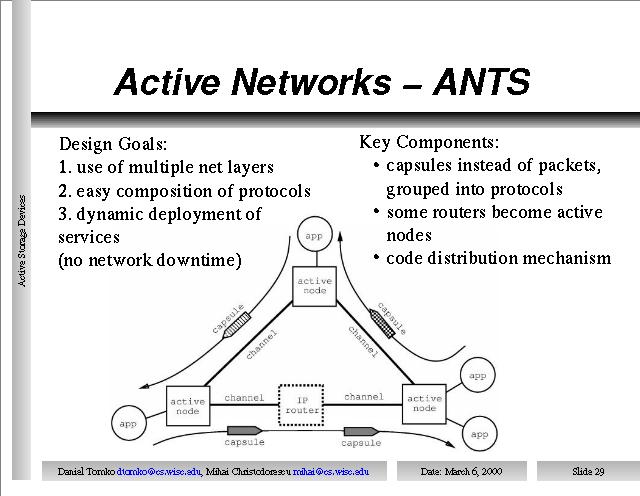 Active Networks – ANTS
Active Storage Devices
Design Goals:
1. use of multiple net layers
2. easy composition of protocols
3. dynamic deployment of
services
(no network downtime)
Key Components:
• capsules instead of packets,
grouped into protocols
• some routers become active
nodes
• code distribution mechanism
app
active
node
capsule
capsule
channel
channel
active
node
channel
IP
router
channel
active
node
app
app
app
capsule
capsule
Daniel Tomko dtomko@cs.wisc.edu, Mihai Christodorescu mihai@cs.wisc.edu
Date: March 6, 2000
Slide 29